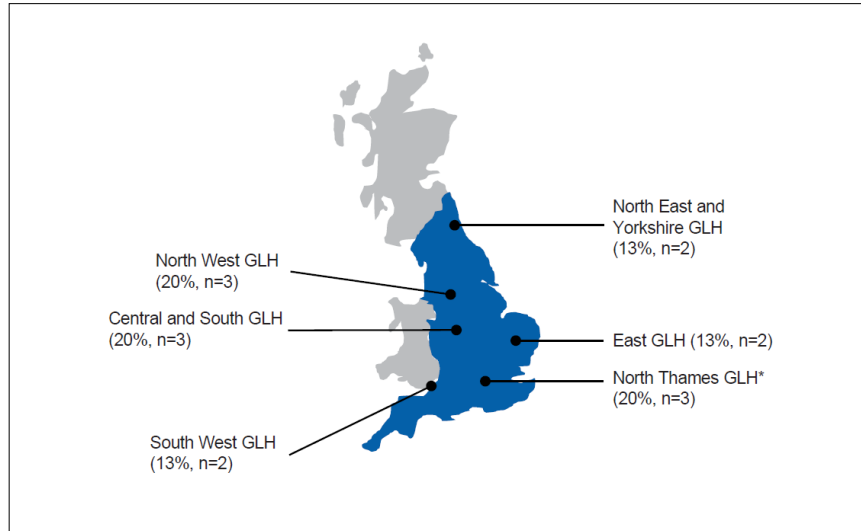 North East and
Yorkshire GLH
(13%, n=2)
North West GLH
(20%, n=3)
Central and South GLH
(20%, n=3)
East GLH (13%, n=2)
North Thames GLH*
(20%, n=3)
South West GLH
(13%, n=2)